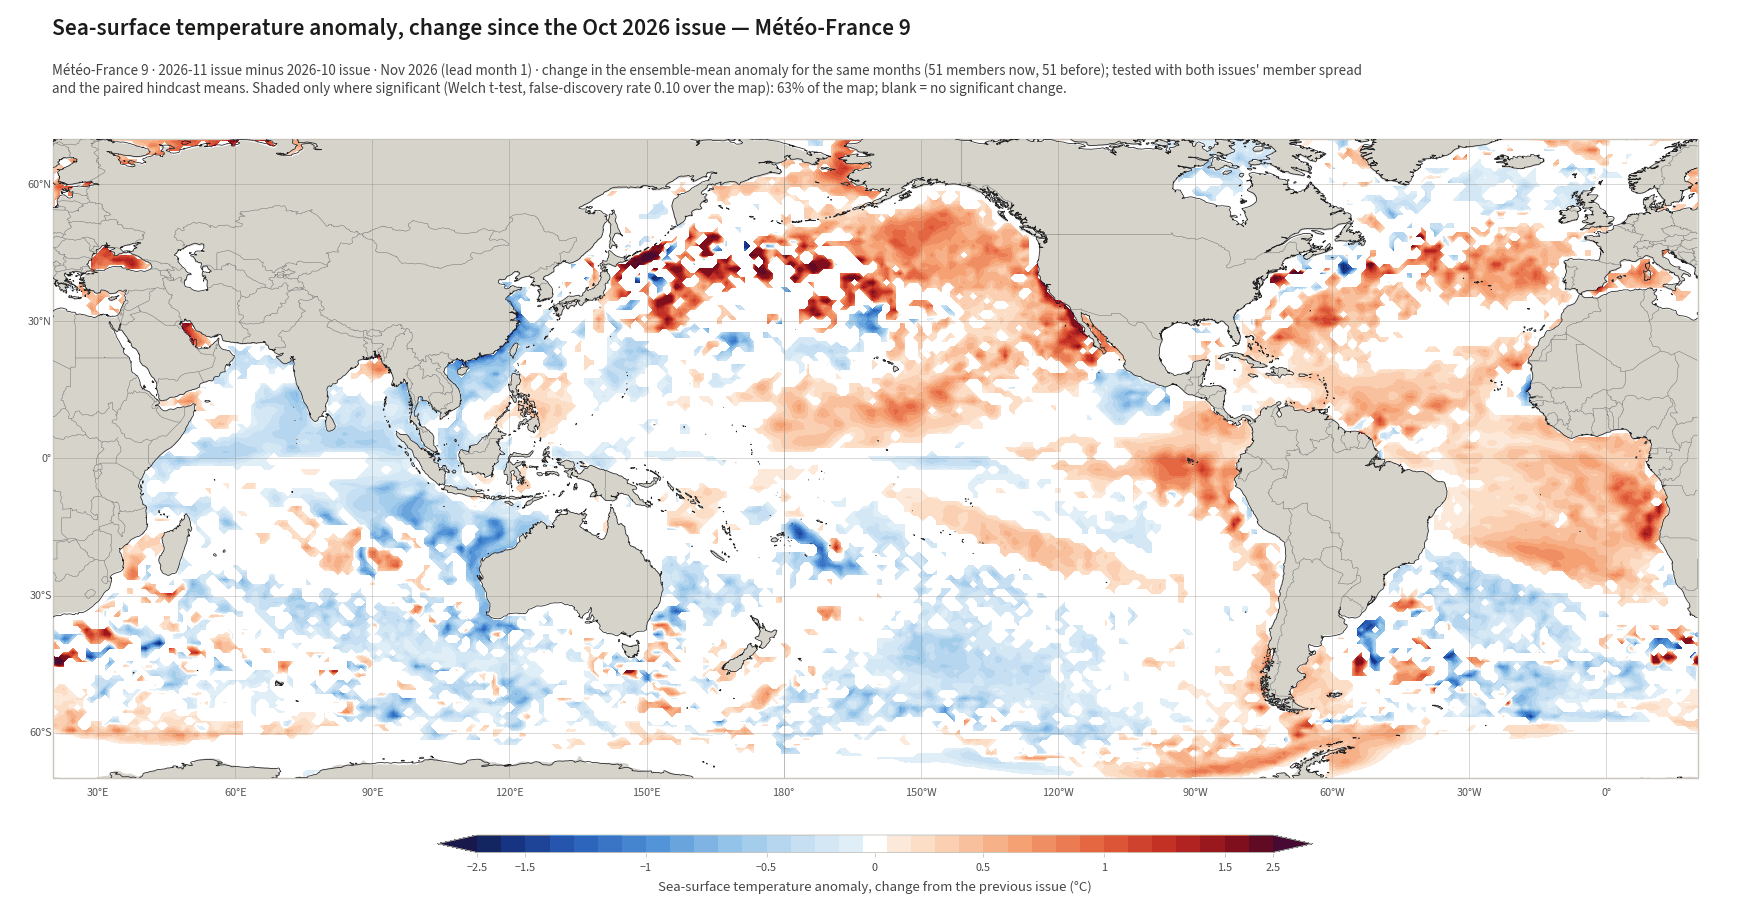 Sea-surface temperature anomaly, change since the Oct 2026 issue — Météo-France 9
Météo-France 9 · 2026-11 issue minus 2026-10 issue · Nov 2026 (lead month 1) · change in the ensemble-mean anomaly for the same months (51 members now, 51 before); tested with both issues' member spread
and the paired hindcast means. Shaded only where significant (Welch t-test, false-discovery rate 0.10 over the map): 63% of the map; blank = no significant change.
60°N
30°N
0°
30°S
60°S
30°E 60°E 90°E 120°E 150°E 180° 150°W 120°W 90°W 60°W 30°W 0°
−2.5 −1.5 −1 −0.5 0 0.5 1 1.5 2.5
Sea-surface temperature anomaly, change from the previous issue (°C)